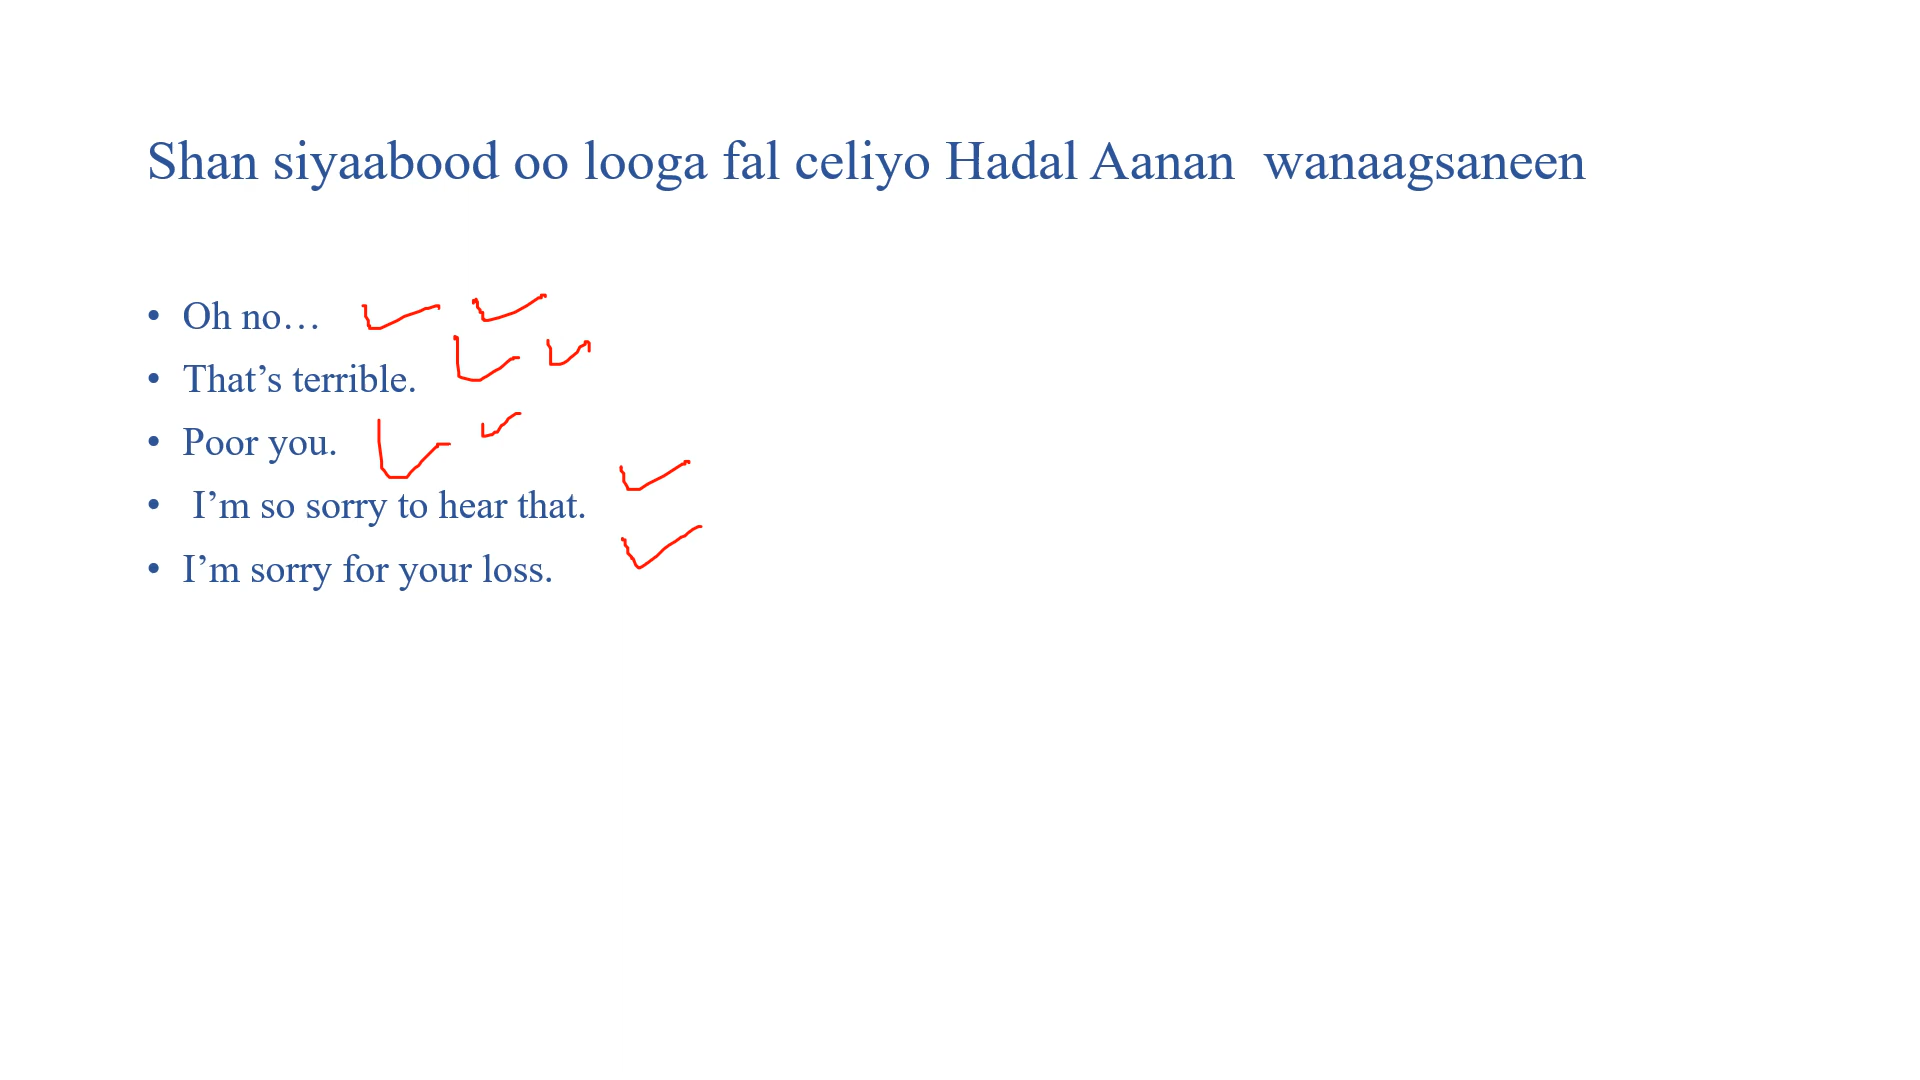 Shan siyaabood oo looga fal celiyo Hadal Aanan  wanaagsaneen
• Oh no…
• That’s terrible.
• Poor you.
• I’m so sorry to hear that.
• I’m sorry for your loss.